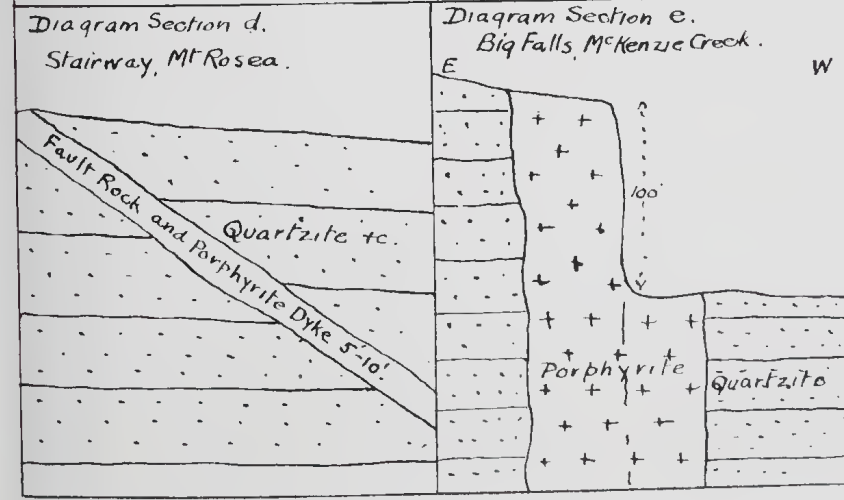 Diagram Section d.
Stairway, Mt Rosea.
Fault Rock and Porphyrite Dyke 5'-10'.
Quartzite +c.
Diagram Section e.
Big Falls, McKenzie Creek.
E
W
100'
Porphyrite
Quartzite